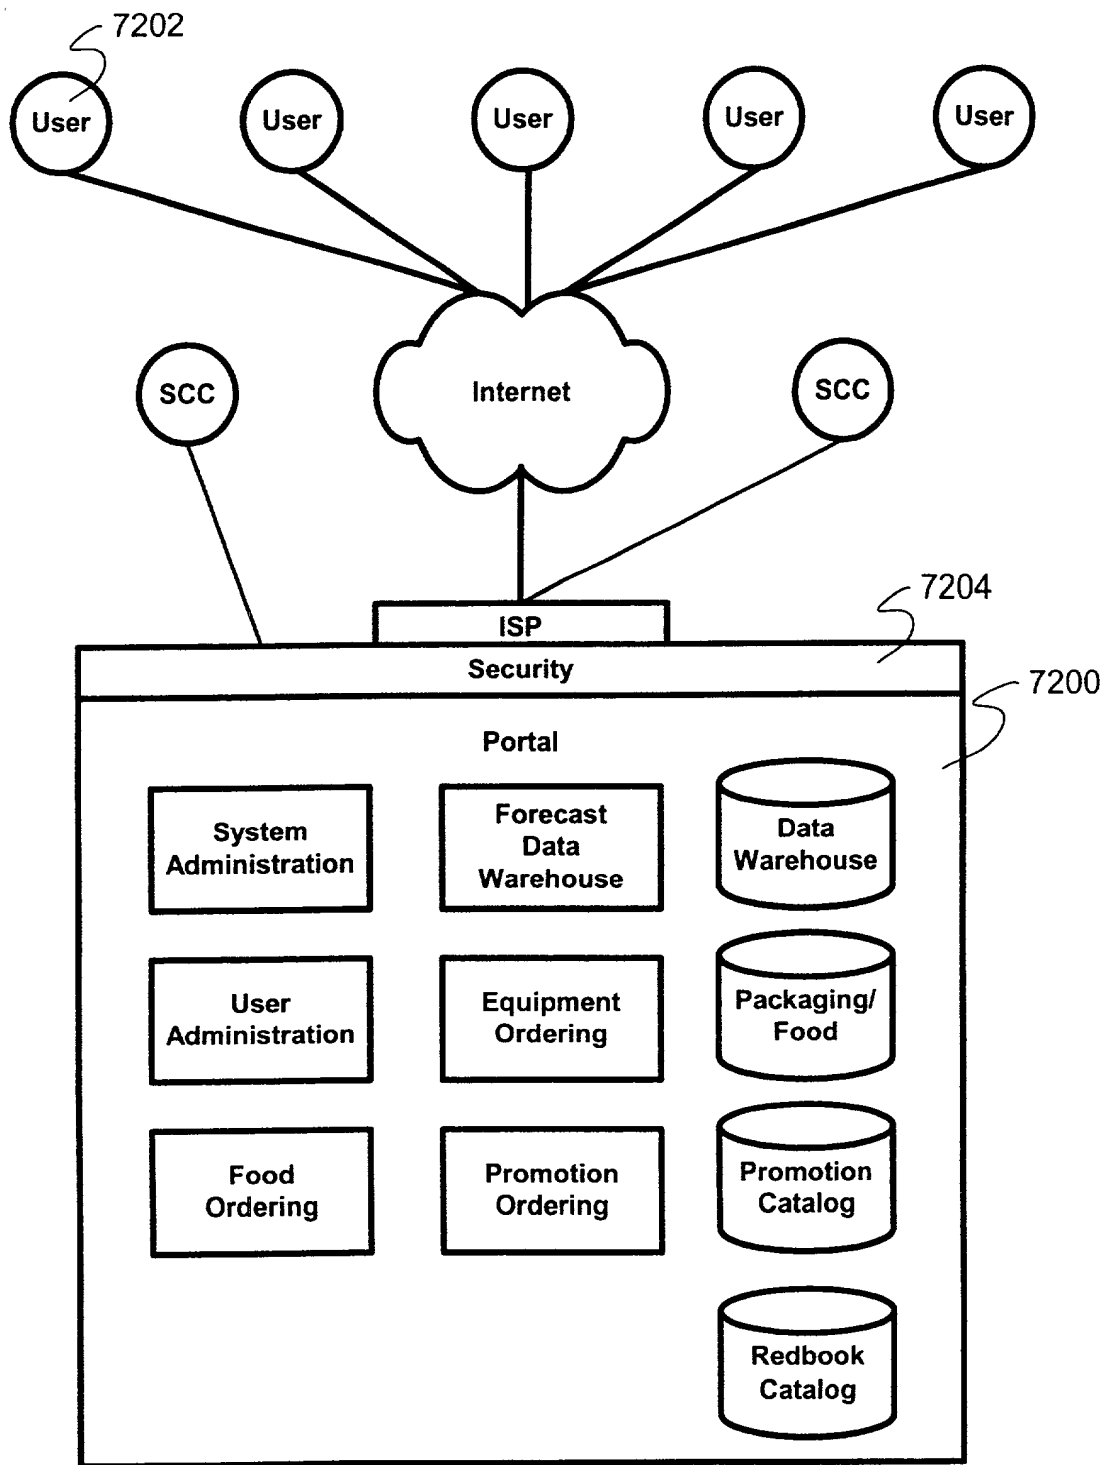 7202
User
User
User
User
User
SCC
Internet
SCC
7204
ISP
Security
7200
Portal
System
Administration
Forecast
Data
Warehouse
Data
Warehouse
User
Administration
Equipment
Ordering
Packaging/
Food
Food
Ordering
Promotion
Ordering
Promotion
Catalog
Redbook
Catalog